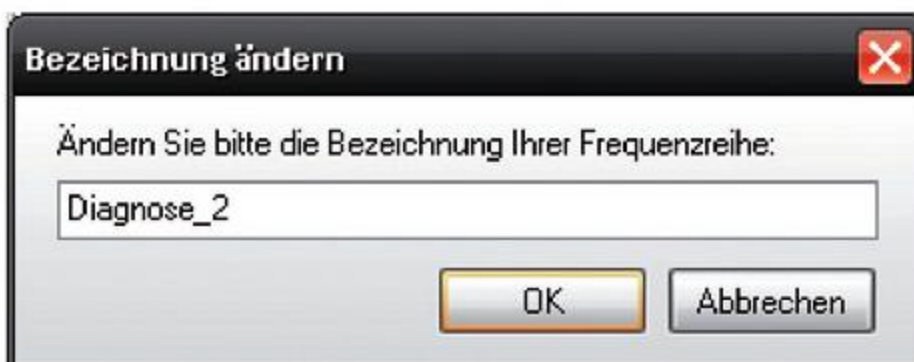 Bezeichnung ändern
Ändern Sie bitte die Bezeichnung Ihrer Frequenzreihe:
Diagnose_2
OK Abbrechen